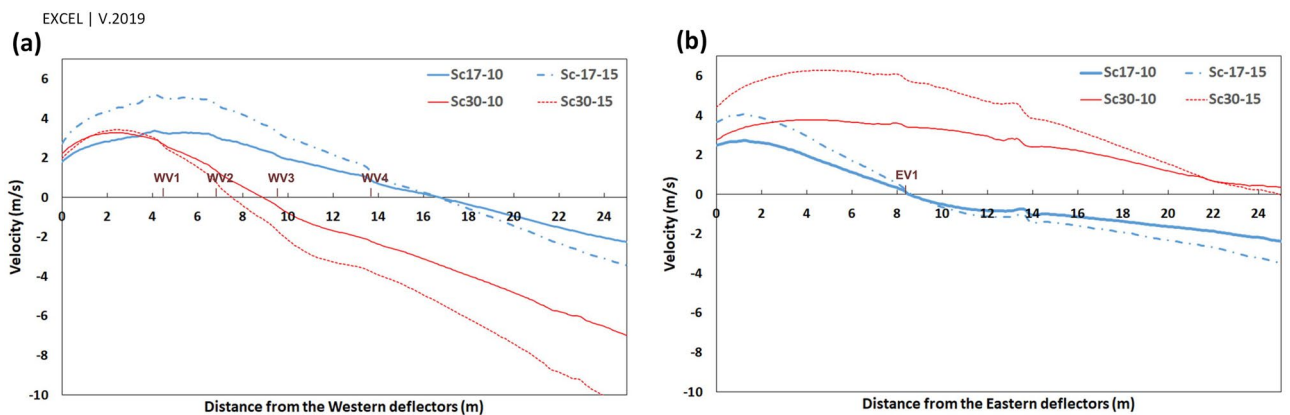 EXCEL | V.2019
(a)
Sc17-10
Sc-17-15
Sc30-10
Sc30-15
6
4
2
0
-2
-4
-6
-8
-10
Velocity (m/s)
WV1
WV2
WV3
WV4
0 2 4 6 8 10 12 14 16 18 20 22 24
Distance from the Western deflectors (m)
(b)
Sc17-10
Sc-17-15
Sc30-10
Sc30-15
6
4
2
0
-2
-4
-6
-8
-10
Velocity (m/s)
EV1
0 2 4 6 8 10 12 14 16 18 20 22 24
Distance from the Eastern deflectors (m)